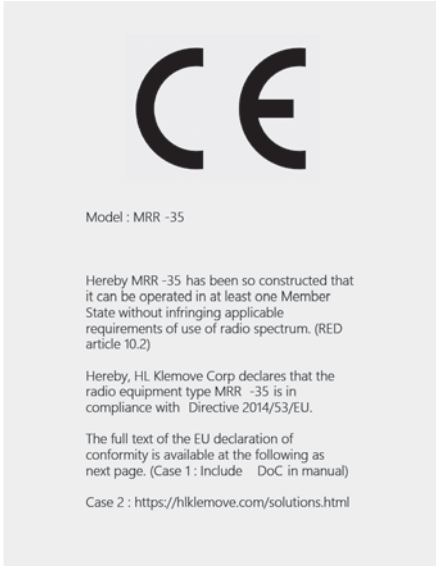 CE
Model : MRR -35
Hereby MRR -35 has been so constructed that
it can be operated in at least one Member
State without infringing applicable
requirements of use of radio spectrum. (RED
article 10.2)
Hereby, HL Klemove Corp declares that the
radio equipment type MRR -35 is in
compliance with Directive 2014/53/EU.
The full text of the EU declaration of
conformity is available at the following as
next page. (Case 1 : Include DoC in manual)
Case 2 : https://hlklemove.com/solutions.html